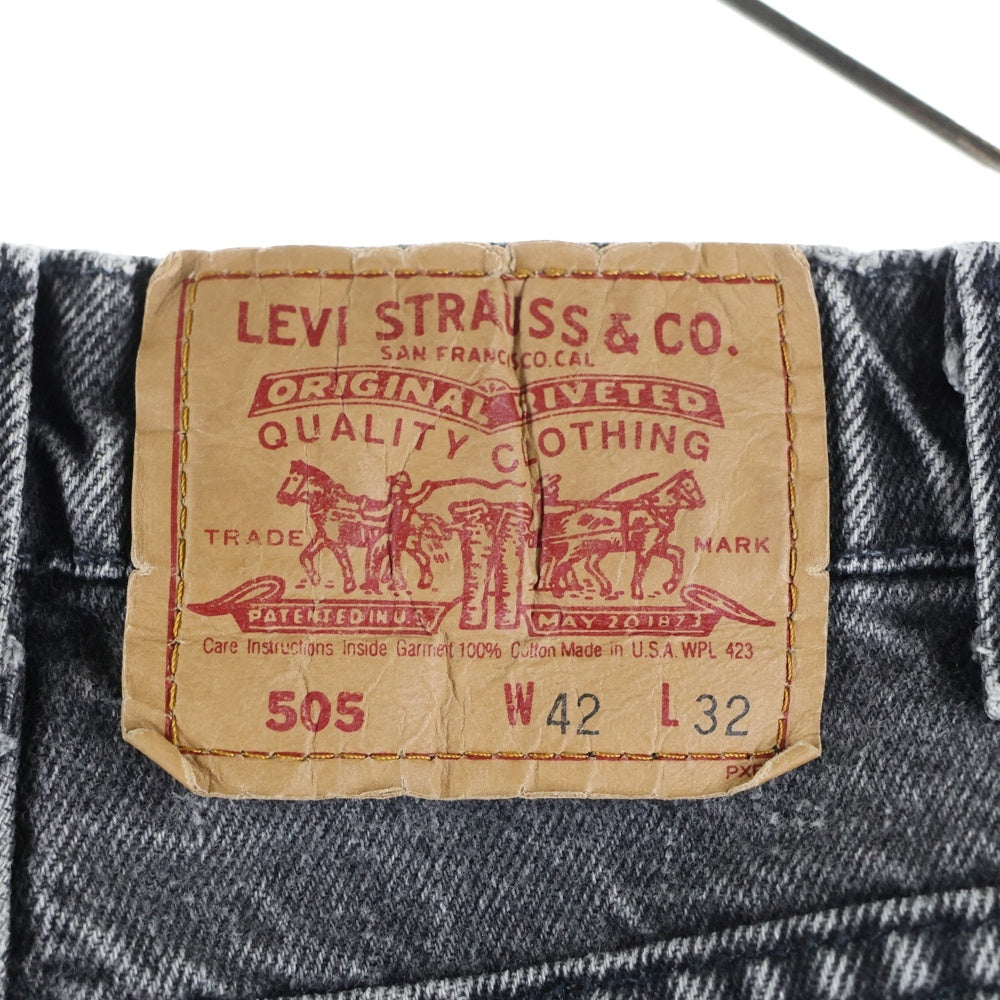 LEVI STRAUSS & CO.
SAN FRANCISCO. CAL
ORIGINAL RIVETED
QUALITY CLOTHING
TRADE MARK
PATENTED IN U.S. MAY 20 1873
Care Instructions Inside Garment 100% Cotton Made in U.S.A. WPL 423
505 W 42 L 32